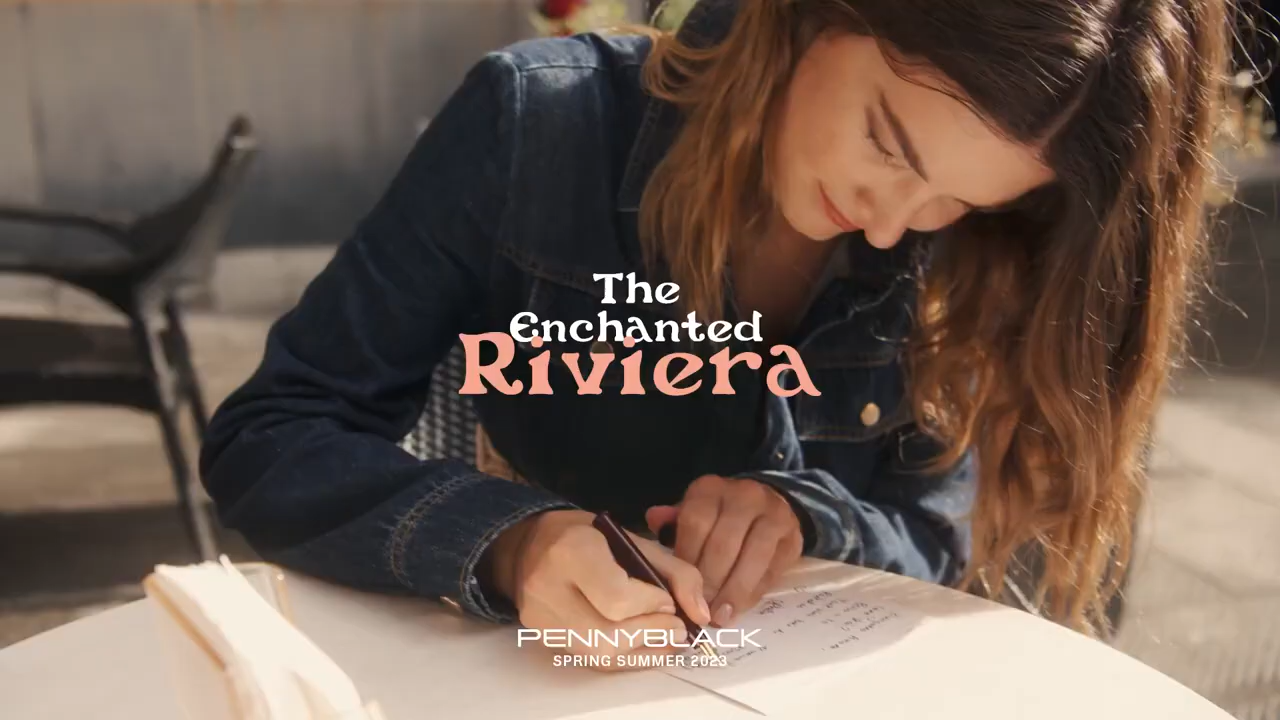 The
Enchanted
Riviera
PENNYBLACK
SPRING SUMMER 2023